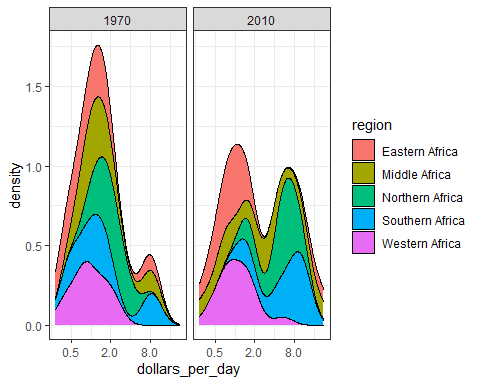 1970
2010
density
1.5
1.0
0.5
0.0
0.5 2.0 8.0
0.5 2.0 8.0
dollars_per_day
region
Eastern Africa
Middle Africa
Northern Africa
Southern Africa
Western Africa